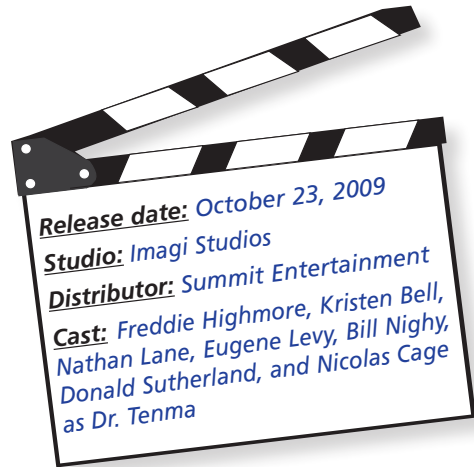 Release date: October 23, 2009
Studio: Imagi Studios
Distributor: Summit Entertainment
Cast: Freddie Highmore, Kristen Bell,
Nathan Lane, Eugene Levy, Bill Nighy,
Donald Sutherland, and Nicolas Cage
as Dr. Tenma